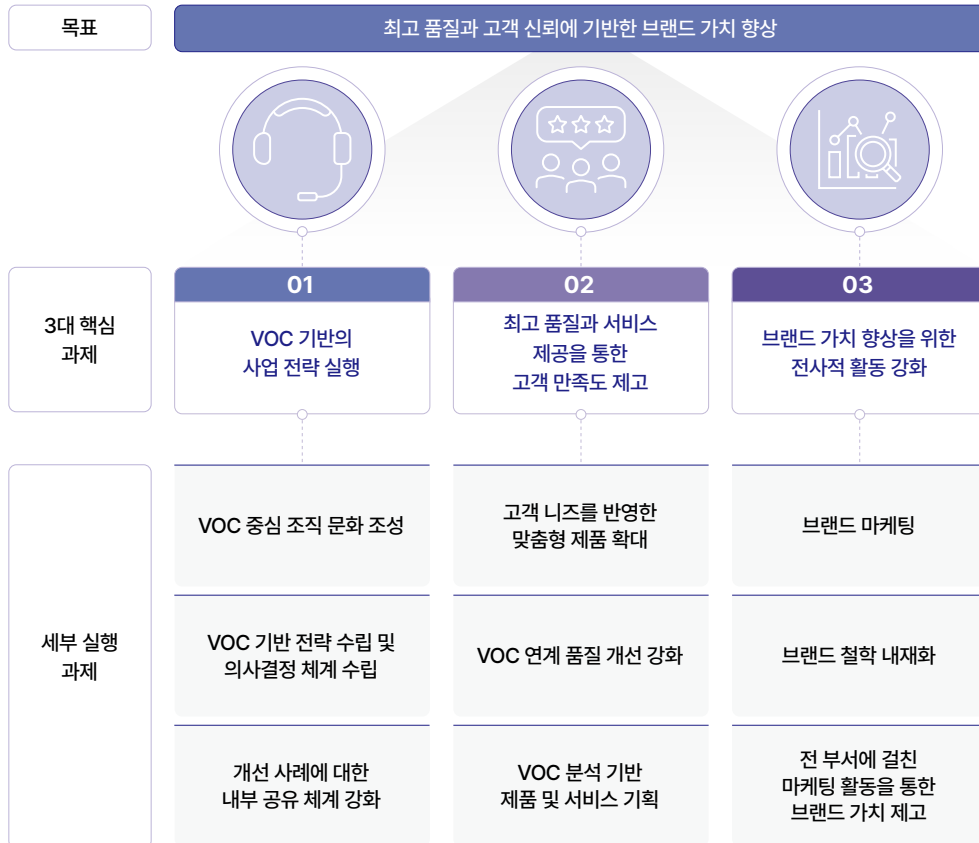 목표
최고 품질과 고객 신뢰에 기반한 브랜드 가치 향상
3대 핵심
과제
01
VOC 기반의
사업 전략 실행
02
최고 품질과 서비스
제공을 통한
고객 만족도 제고
03
브랜드 가치 향상을 위한
전사적 활동 강화
세부 실행
과제
VOC 중심 조직 문화 조성
고객 니즈를 반영한
맞춤형 제품 확대
브랜드 마케팅
VOC 기반 전략 수립 및
의사결정 체계 수립
VOC 연계 품질 개선 강화
브랜드 철학 내재화
개선 사례에 대한
내부 공유 체계 강화
VOC 분석 기반
제품 및 서비스 기획
전 부서에 걸친
마케팅 활동을 통한
브랜드 가치 제고